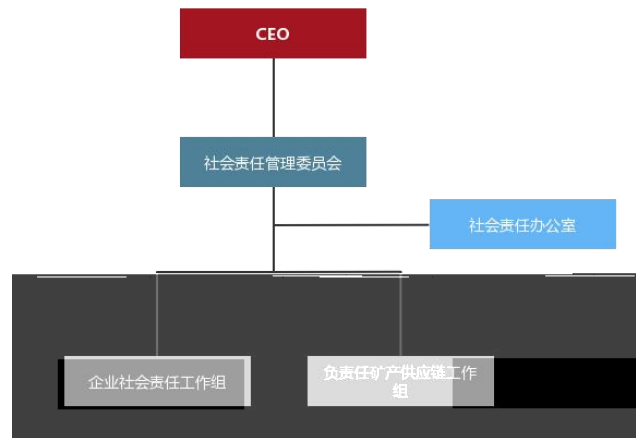 CEO
社会责任管理委员会
社会责任办公室
企业社会责任工作组
负责任矿产供应链工作
组